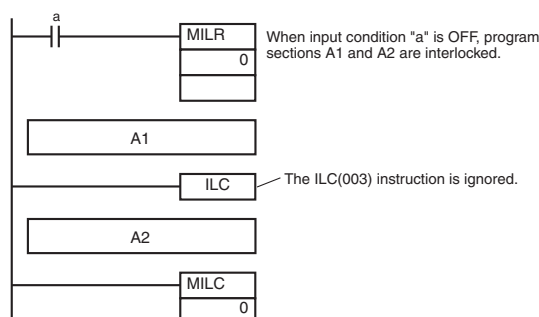 a
MILR
0
When input condition "a" is OFF, program
sections A1 and A2 are interlocked.
A1
ILC
The ILC(003) instruction is ignored.
A2
MILC
0